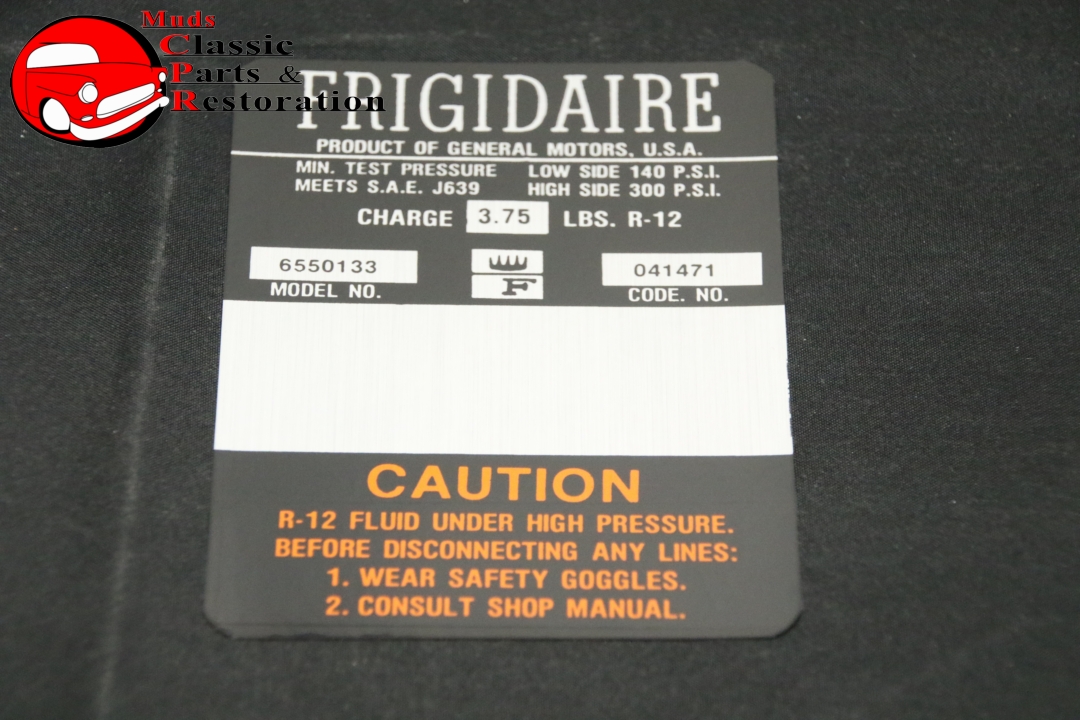 Muds
Classic
Parts &
Restoration
FRIGIDAIRE
PRODUCT OF GENERAL MOTORS, U.S.A.
MIN. TEST PRESSURE LOW SIDE 140 P.S.I.
MEETS S.A.E. J639 HIGH SIDE 300 P.S.I.
CHARGE 3.75 LBS. R-12
6550133 041471
MODEL NO. F CODE. NO.
CAUTION
R-12 FLUID UNDER HIGH PRESSURE.
BEFORE DISCONNECTING ANY LINES:
1. WEAR SAFETY GOGGLES.
2. CONSULT SHOP MANUAL.